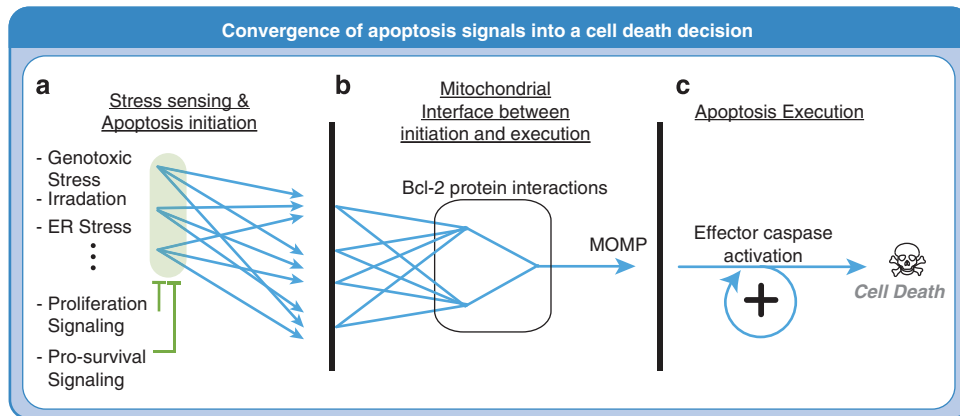 Convergence of apoptosis signals into a cell death decision
a
Stress sensing &
Apoptosis initiation
- Genotoxic
Stress
- Irradation
- ER Stress
- Proliferation
Signaling
- Pro-survival
Signaling
b
Mitochondrial
Interface between
initiation and execution
Bcl-2 protein interactions
MOMP
c
Apoptosis Execution
Effector caspase
activation
+
Cell Death